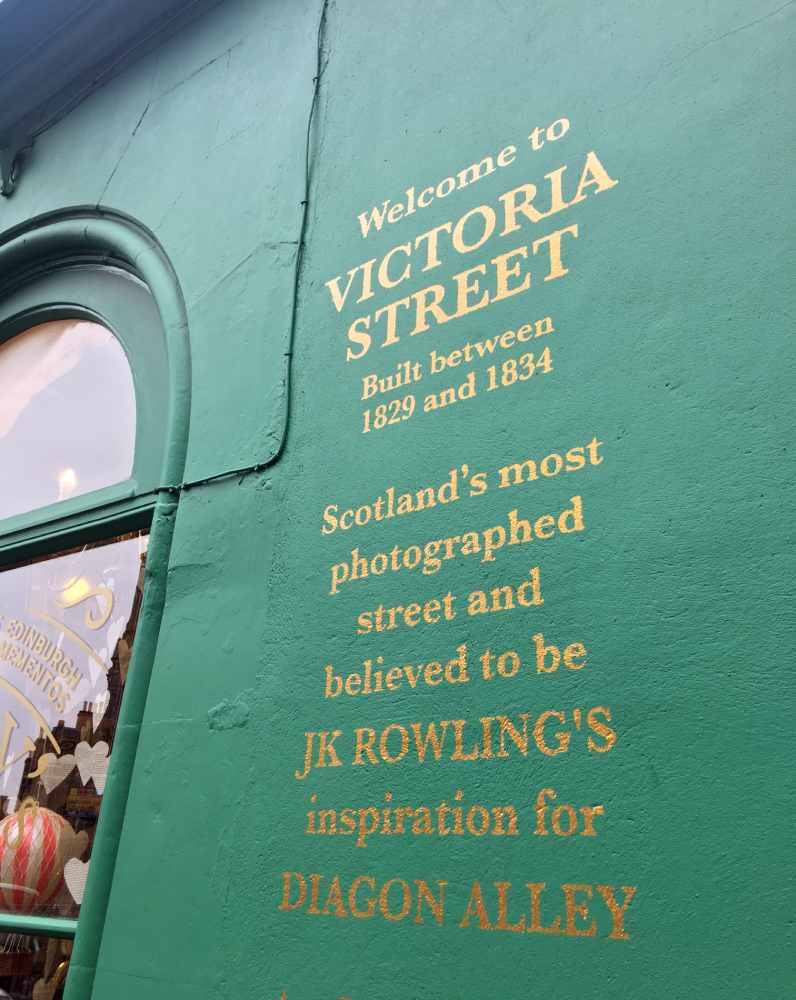 Welcome to
VICTORIA
STREET
Built between
1829 and 1834
Scotland's most
photographed
street and
believed to be
JK ROWLING'S
inspiration for
DIAGON ALLEY
EDINBURGH
MEMENTOS